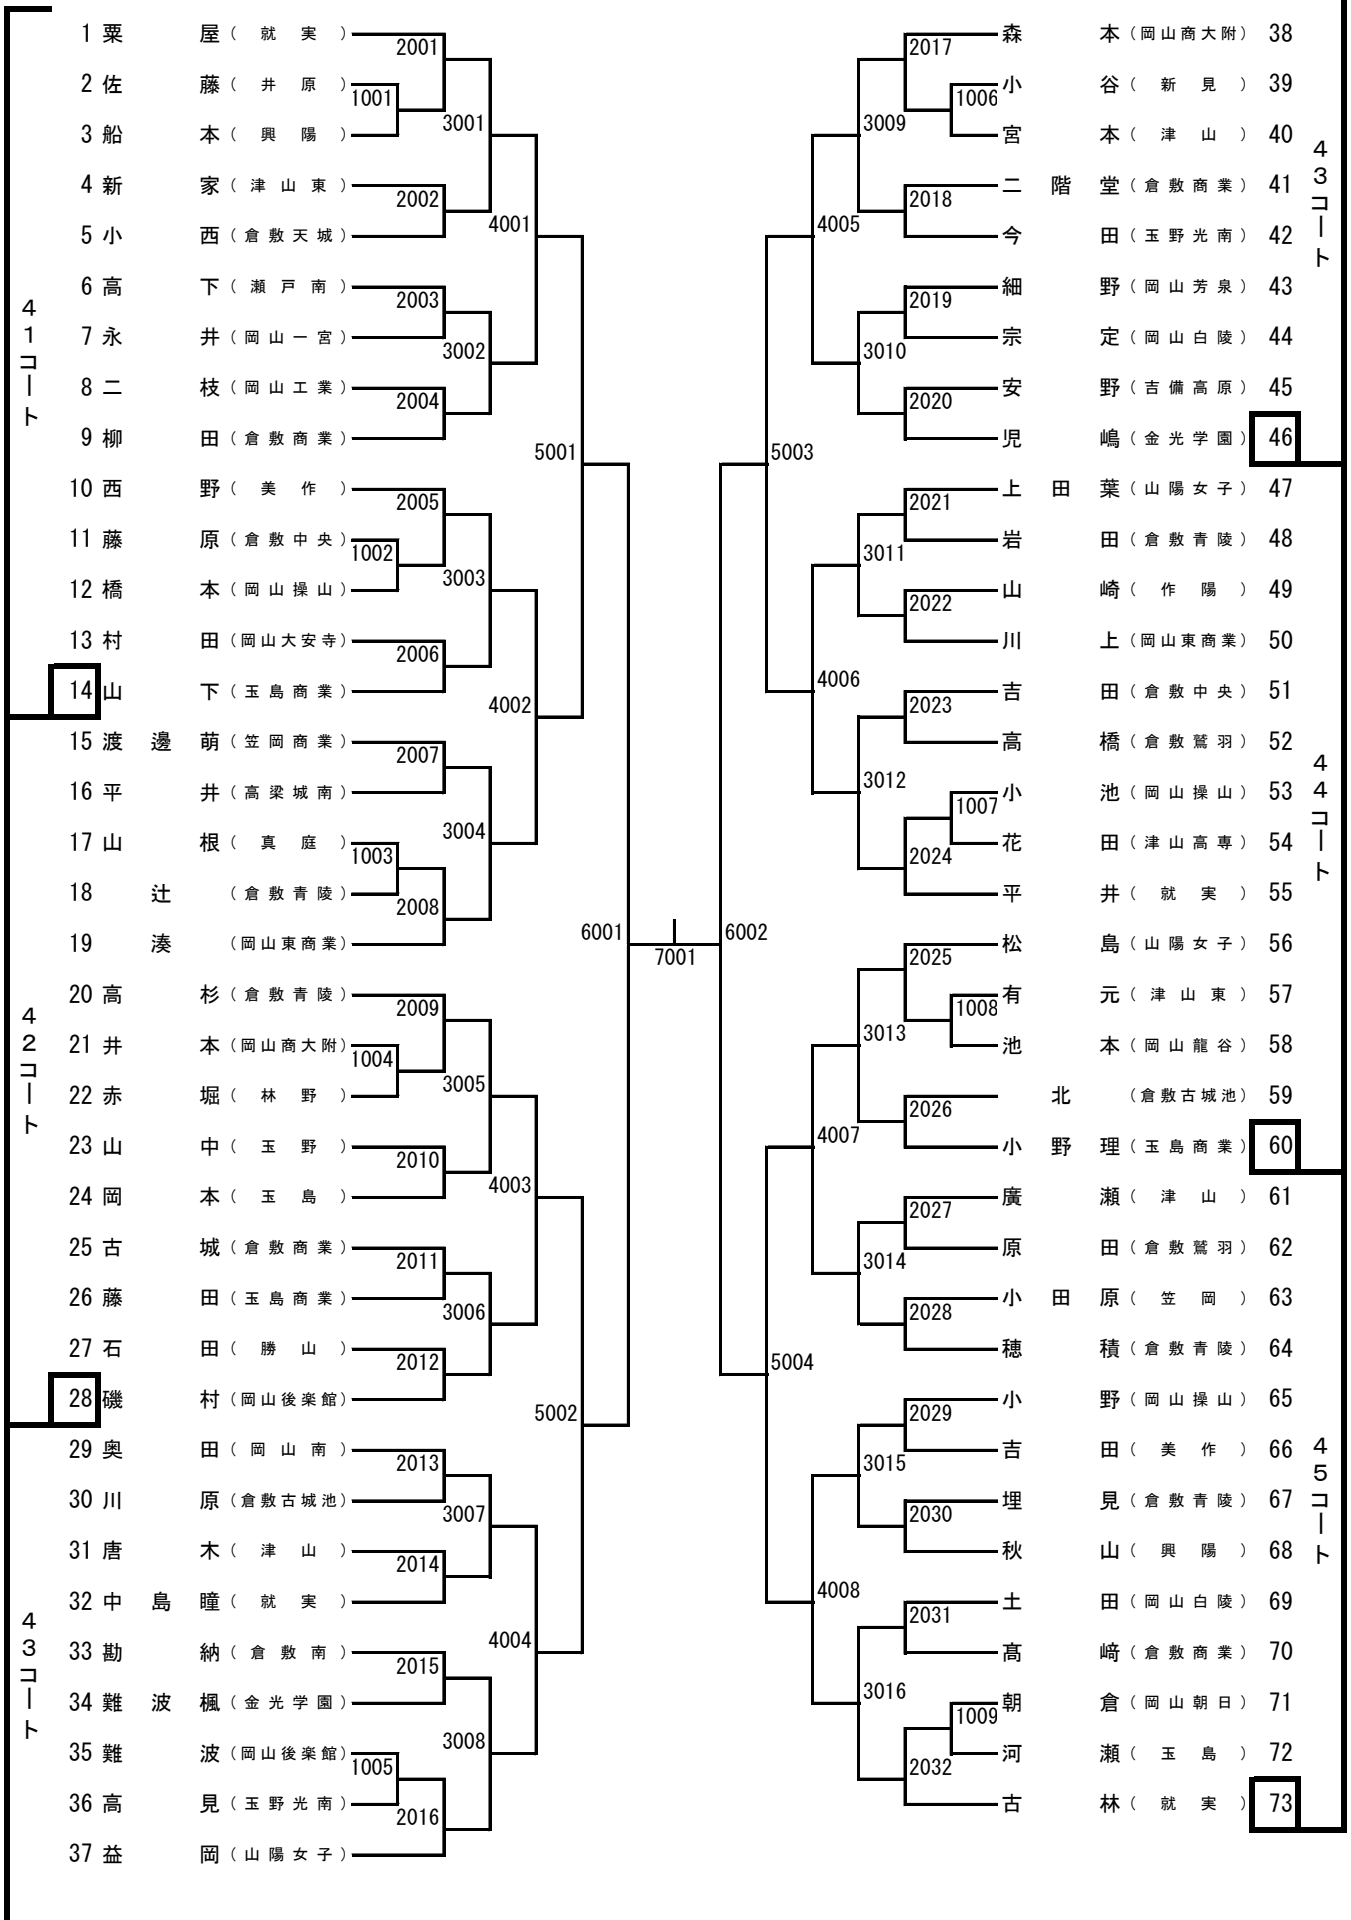 1 粟屋（就実）
2 佐藤（井原）
3 船本（興陽）
4 新家（津山東）
5 小西（倉敷天城）
6 高下（瀬戸南）
7 永井（岡山一宮）
8 二枝（岡山工業）
9 柳田（倉敷商業）
10 西野（美作）
11 藤原（倉敷中央）
12 橋本（岡山操山）
13 村田（岡山大安寺）
14 山下（玉島商業）
15 渡邊萌（笠岡商業）
16 平井（高梁城南）
17 山根（真庭）
18 辻（倉敷青陵）
19 湊（岡山東商業）
20 高杉（倉敷青陵）
21 井本（岡山商大附）
22 赤堀（林野）
23 山中（玉野）
24 岡本（玉島）
25 古城（倉敷商業）
26 藤田（玉島商業）
27 石田（勝山）
28 磯村（岡山後楽館）
29 奥田（岡山南）
30 川原（倉敷古城池）
31 唐木（津山）
32 中島瞳（就実）
33 勘納（倉敷南）
34 難波楓（金光学園）
35 難波（岡山後楽館）
36 高見（玉野光南）
37 益岡（山陽女子）
41コート
42コート
43コート
1001
1002
1003
1004
1005
2001
2002
2003
2004
2005
2006
2007
2008
2009
2010
2011
2012
2013
2014
2015
2016
3001
3002
3003
3004
3005
3006
3007
3008
4001
4002
4003
4004
5001
5002
6001
7001
6002
5003
5004
4005
4006
4007
4008
3009
3010
3011
3012
3013
3014
3015
3016
2017
2018
2019
2020
2021
2022
2023
2024
2025
2026
2027
2028
2029
2030
2031
2032
1006
1007
1008
1009
森本（岡山商大附）38
小谷（新見）39
宮本（津山）40
二階堂（倉敷商業）41
今田（玉野光南）42
細野（岡山芳泉）43
宗定（岡山白陵）44
安野（吉備高原）45
児嶋（金光学園）46
上田葉（山陽女子）47
岩田（倉敷青陵）48
山崎（作陽）49
川上（岡山東商業）50
吉田（倉敷中央）51
高橋（倉敷鷲羽）52
小池（岡山操山）53
花田（津山高専）54
平井（就実）55
松島（山陽女子）56
有元（津山東）57
池本（岡山龍谷）58
北（倉敷古城池）59
小野理（玉島商業）60
廣瀬（津山）61
原田（倉敷鷲羽）62
小田原（笠岡）63
穂積（倉敷青陵）64
小野（岡山操山）65
吉田（美作）66
埋見（倉敷青陵）67
秋山（興陽）68
土田（岡山白陵）69
髙﨑（倉敷商業）70
朝倉（岡山朝日）71
河瀬（玉島）72
古林（就実）73
43コート
44コート
45コート